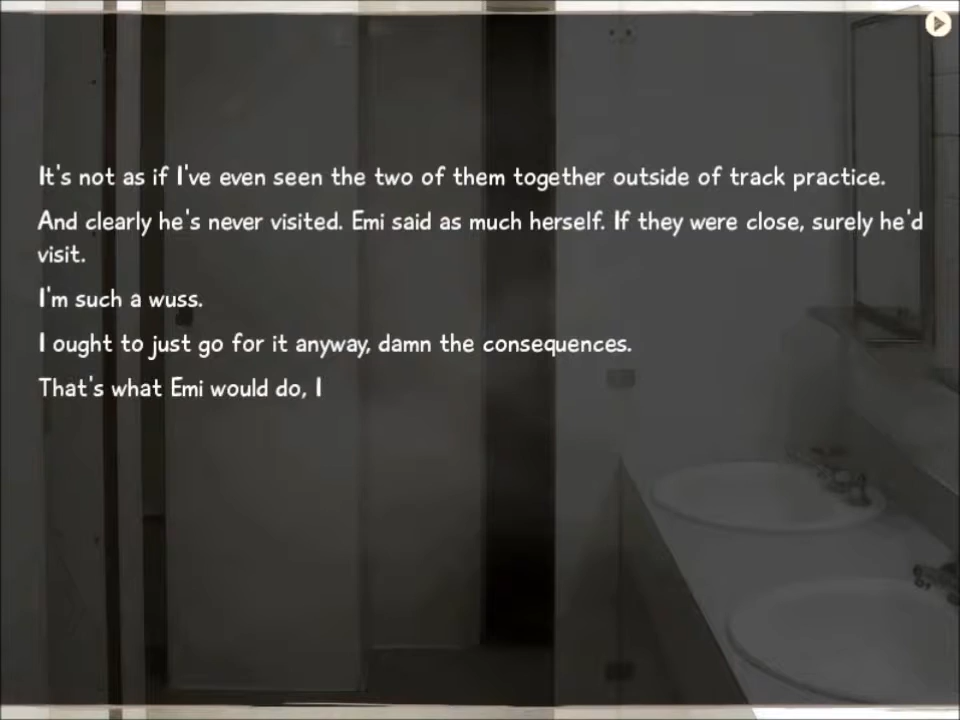 It's not as if I've even seen the two of them together outside of track practice.
And clearly he's never visited. Emi said as much herself. If they were close, surely he'd
visit.
I'm such a wuss.
I ought to just go for it anyway, damn the consequences.
That's what Emi would do, I